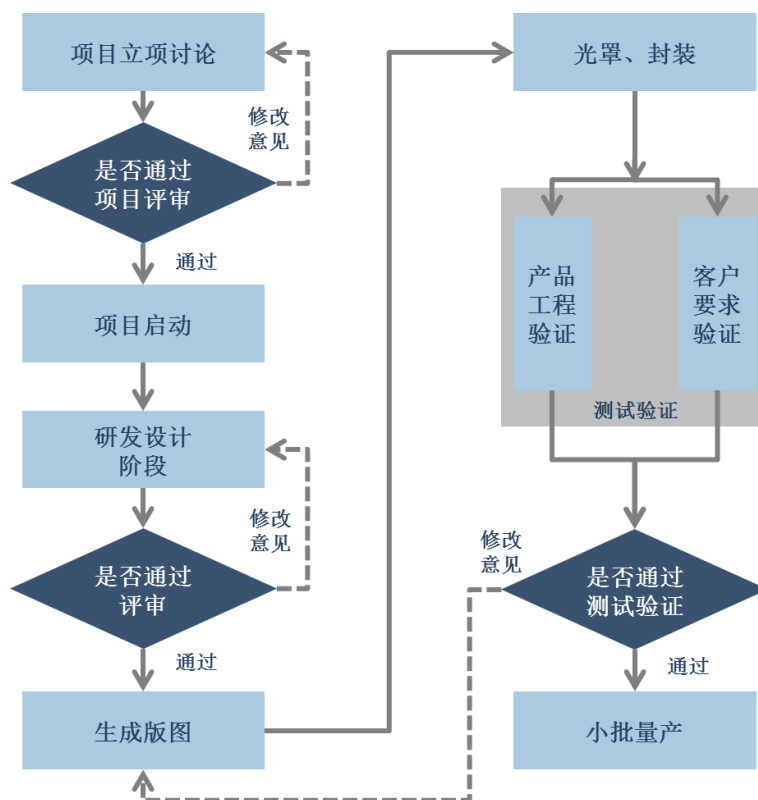 项目立项讨论
修改
意见
是否通过
项目评审
通过
项目启动
研发设计
阶段
修改
意见
是否通过
评审
通过
生成版图
光罩、封装
产品
工程
验证
客户
要求
验证
测试验证
修改
意见
是否通过
测试验证
通过
小批量产